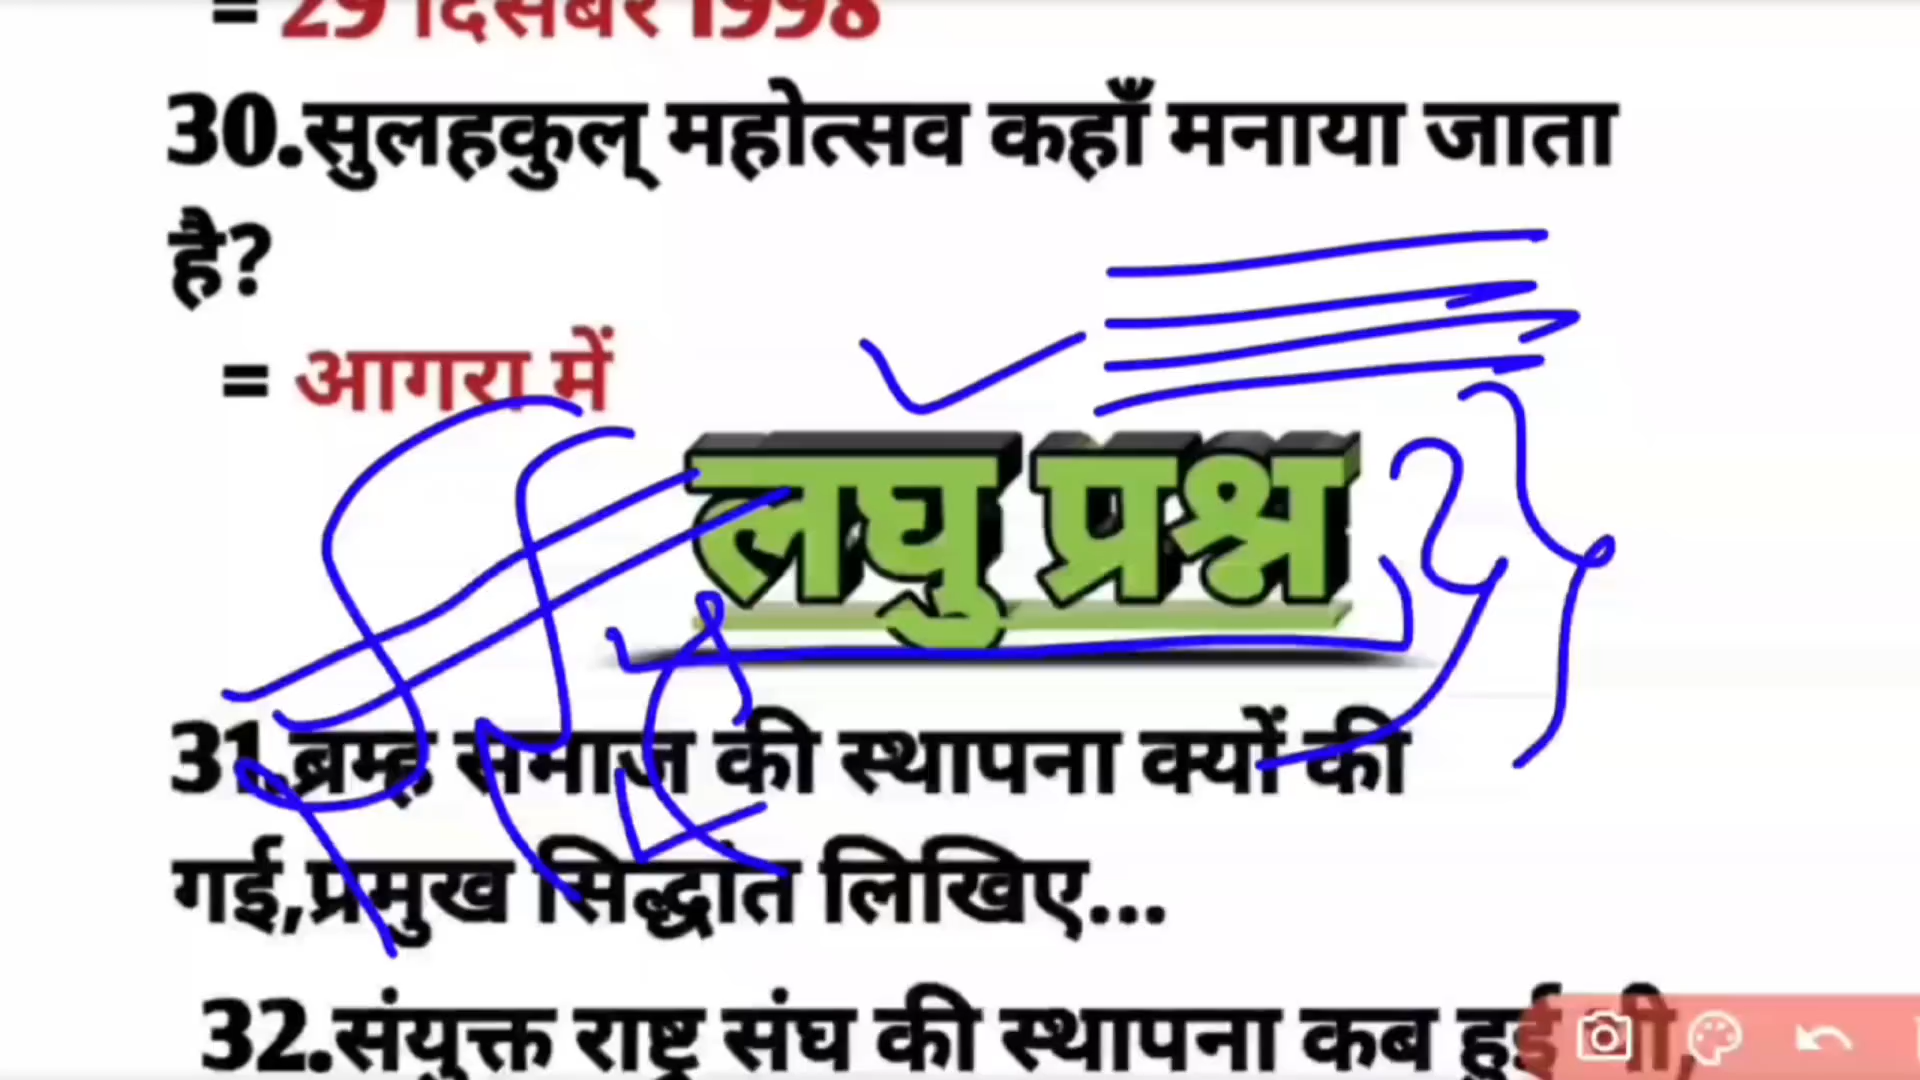 = 29 दिसंबर 1998
30.सुलहकुल् महोत्सव कहाँ मनाया जाता
है?
= आगरा में
लघु प्रश्न
31.ब्रम्ह समाज की स्थापना क्यों की
गई,प्रमुख सिद्धांत लिखिए...
32.संयुक्त राष्ट्र संघ की स्थापना कब हुई थी,